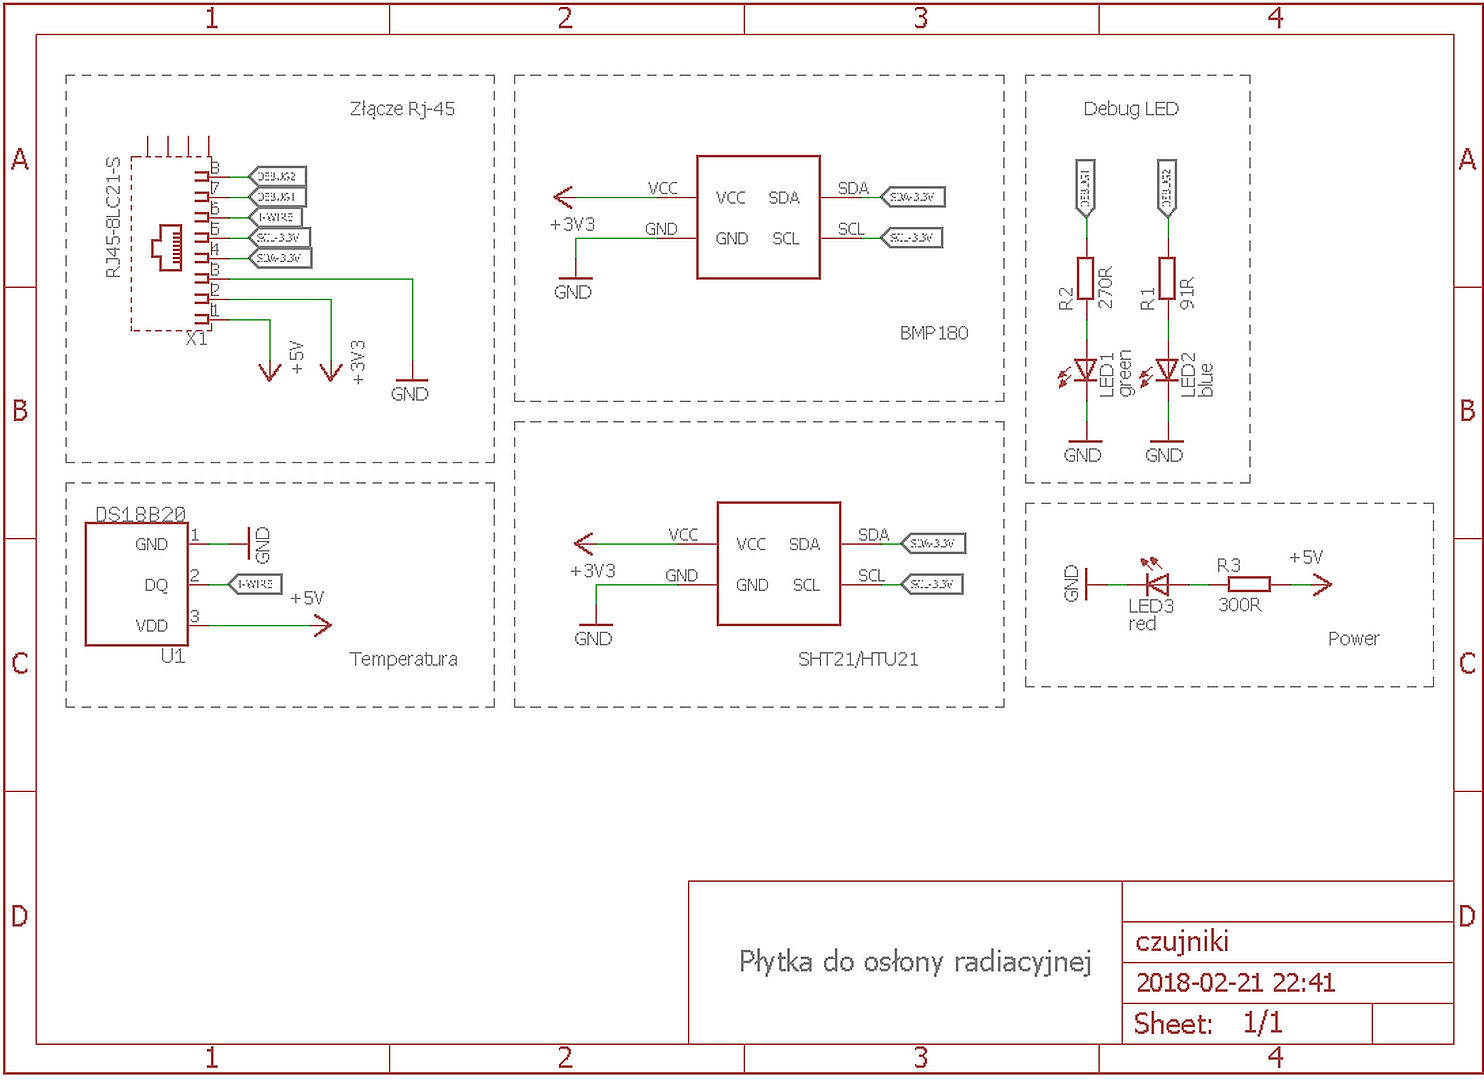 1 2 3 4
A A
B B
C C
D D
1 2 3 4
Złącze Rj-45
RJ45-8LC21-S
8 DEBUG2
7 DEBUG1
6 1-WIRE
5 SCL-3.3V
4 SDA-3.3V
3
2
1
X1
+5V
+3V3
GND
VCC VCC SDA SDA SDA-3.3V
+3V3
GND GND SCL SCL SCL-3.3V
GND
BMP180
Debug LED
DEBUG1 DEBUG2
R2 270R R1 91R
LED1 green LED2 blue
GND GND
DS18B20
GND 1 GND
DQ 2 1-WIRE
+5V
VDD 3
U1
Temperatura
VCC VCC SDA SDA SDA-3.3V
+3V3
GND GND SCL SCL SCL-3.3V
GND
SHT21/HTU21
GND
LED3
red
R3
300R
+5V
Power
Płytka do osłony radiacyjnej
czujniki
2018-02-21 22:41
Sheet: 1/1